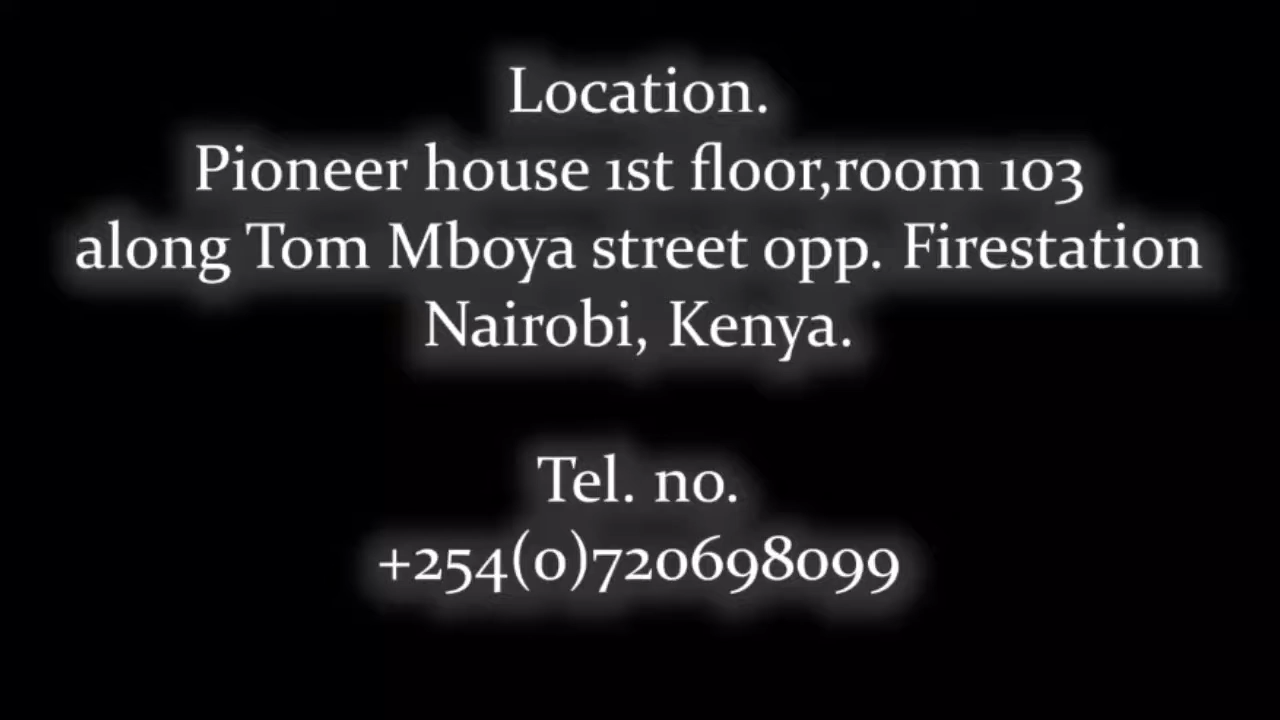 Location.
Pioneer house 1st floor,room 103
along Tom Mboya street opp. Firestation
Nairobi, Kenya.
Tel. no.
+254(0)720698099